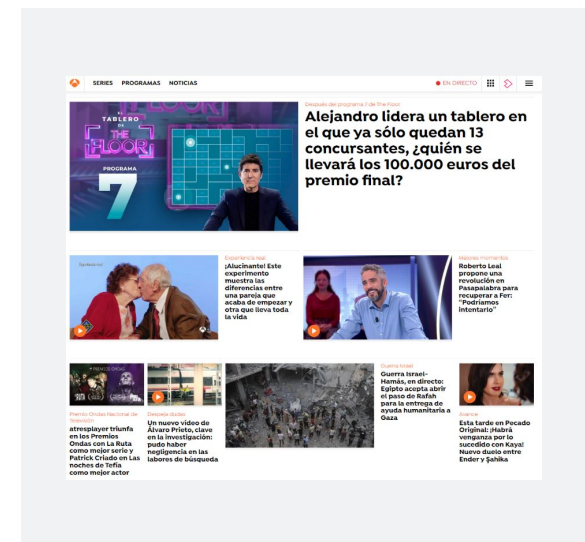 SERIES PROGRAMAS NOTICIAS
EN DIRECTO
EL
TABLERO
DE
THE
FLOOR
PROGRAMA
7
Después del programa 7 de The Floor
Alejandro lidera un tablero en
el que ya sólo quedan 13
concursantes, ¿quién se
llevará los 100.000 euros del
premio final?
Experiencia real
¡Alucinante! Este
experimento
muestra las
diferencias entre
una pareja que
acaba de empezar y
otra que lleva toda
la vida
Mejores momentos
Roberto Leal
propone una
revolución en
Pasapalabra para
recuperar a Fer:
"Podríamos
intentarlo"
PREMIOS ONDAS
Premio Ondas Nacional de
Televisión
atresplayer triunfa
en los Premios
Ondas con La Ruta
como mejor serie y
Patrick Criado en Las
noches de Tefía
como mejor actor
Despeja dudas
Un nuevo vídeo de
Álvaro Prieto, clave
en la investigación:
pudo haber
negligencia en las
labores de búsqueda
Guerra Israel
Guerra Israel-
Hamás, en directo:
Egipto acepta abrir
el paso de Rafah
para la entrega de
ayuda humanitaria a
Gaza
Avance
Esta tarde en Pecado
Original: ¡Habrá
venganza por lo
sucedido con Kaya!
Nuevo duelo entre
Ender y Şahika